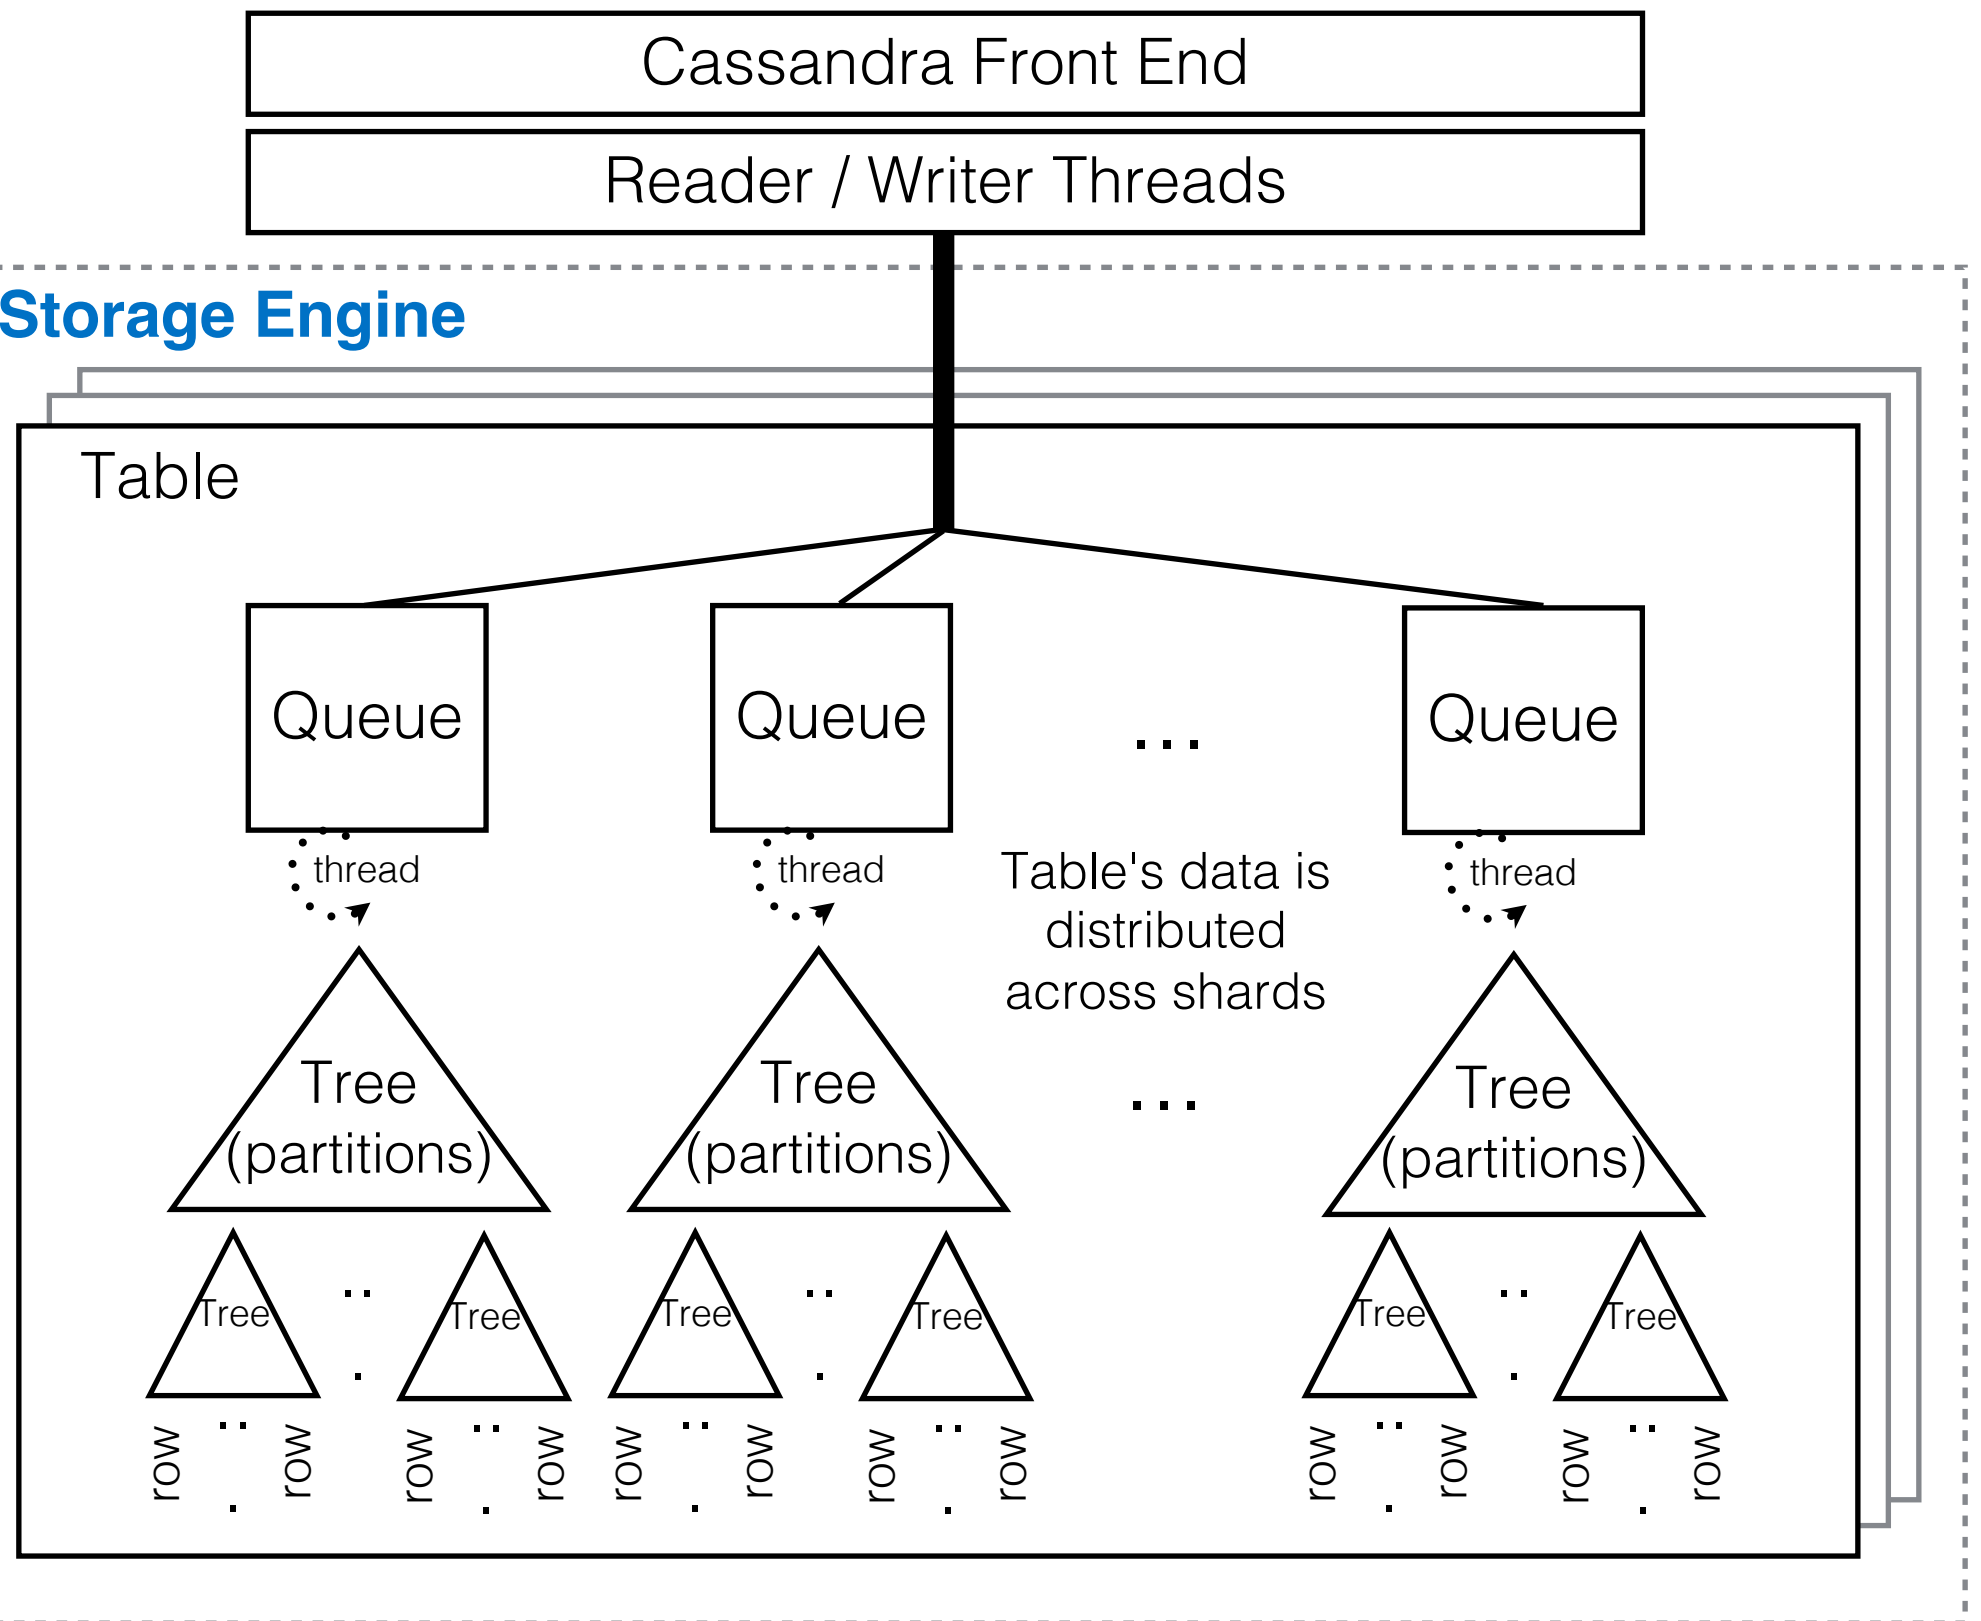 Cassandra Front End
Reader / Writer Threads
Storage Engine
Table
Queue
Queue
...
Queue
thread
thread
thread
Table's data is
distributed
across shards
Tree
(partitions)
Tree
(partitions)
...
Tree
(partitions)
Tree
...
Tree
Tree
...
Tree
Tree
...
Tree
row
...
row
row
...
row
row
...
row
row
...
row
row
...
row
row
...
row